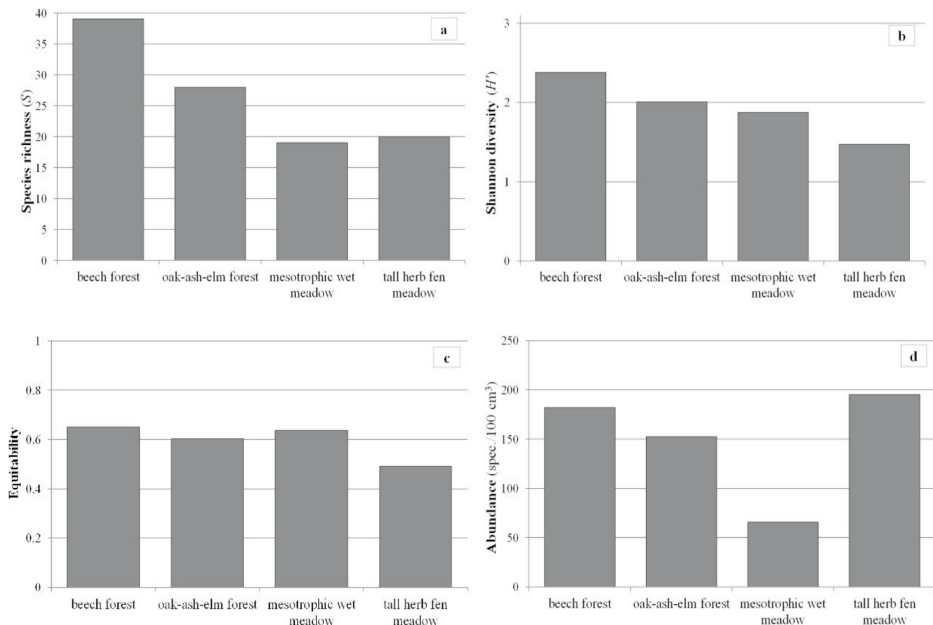 a
Species richness (S)
40
35
30
25
20
15
10
5
0
beech forest
oak-ash-elm forest
mesotrophic wet
meadow
tall herb fen
meadow
b
Shannon diversity (H')
3
2
1
0
beech forest
oak-ash-elm forest
mesotrophic wet
meadow
tall herb fen
meadow
c
Equitability
1
0.8
0.6
0.4
0.2
0
beech forest
oak-ash-elm forest
mesotrophic wet
meadow
tall herb fen
meadow
d
Abundance (spec./100 cm³)
250
200
150
100
50
0
beech forest
oak-ash-elm forest
mesotrophic wet
meadow
tall herb fen
meadow